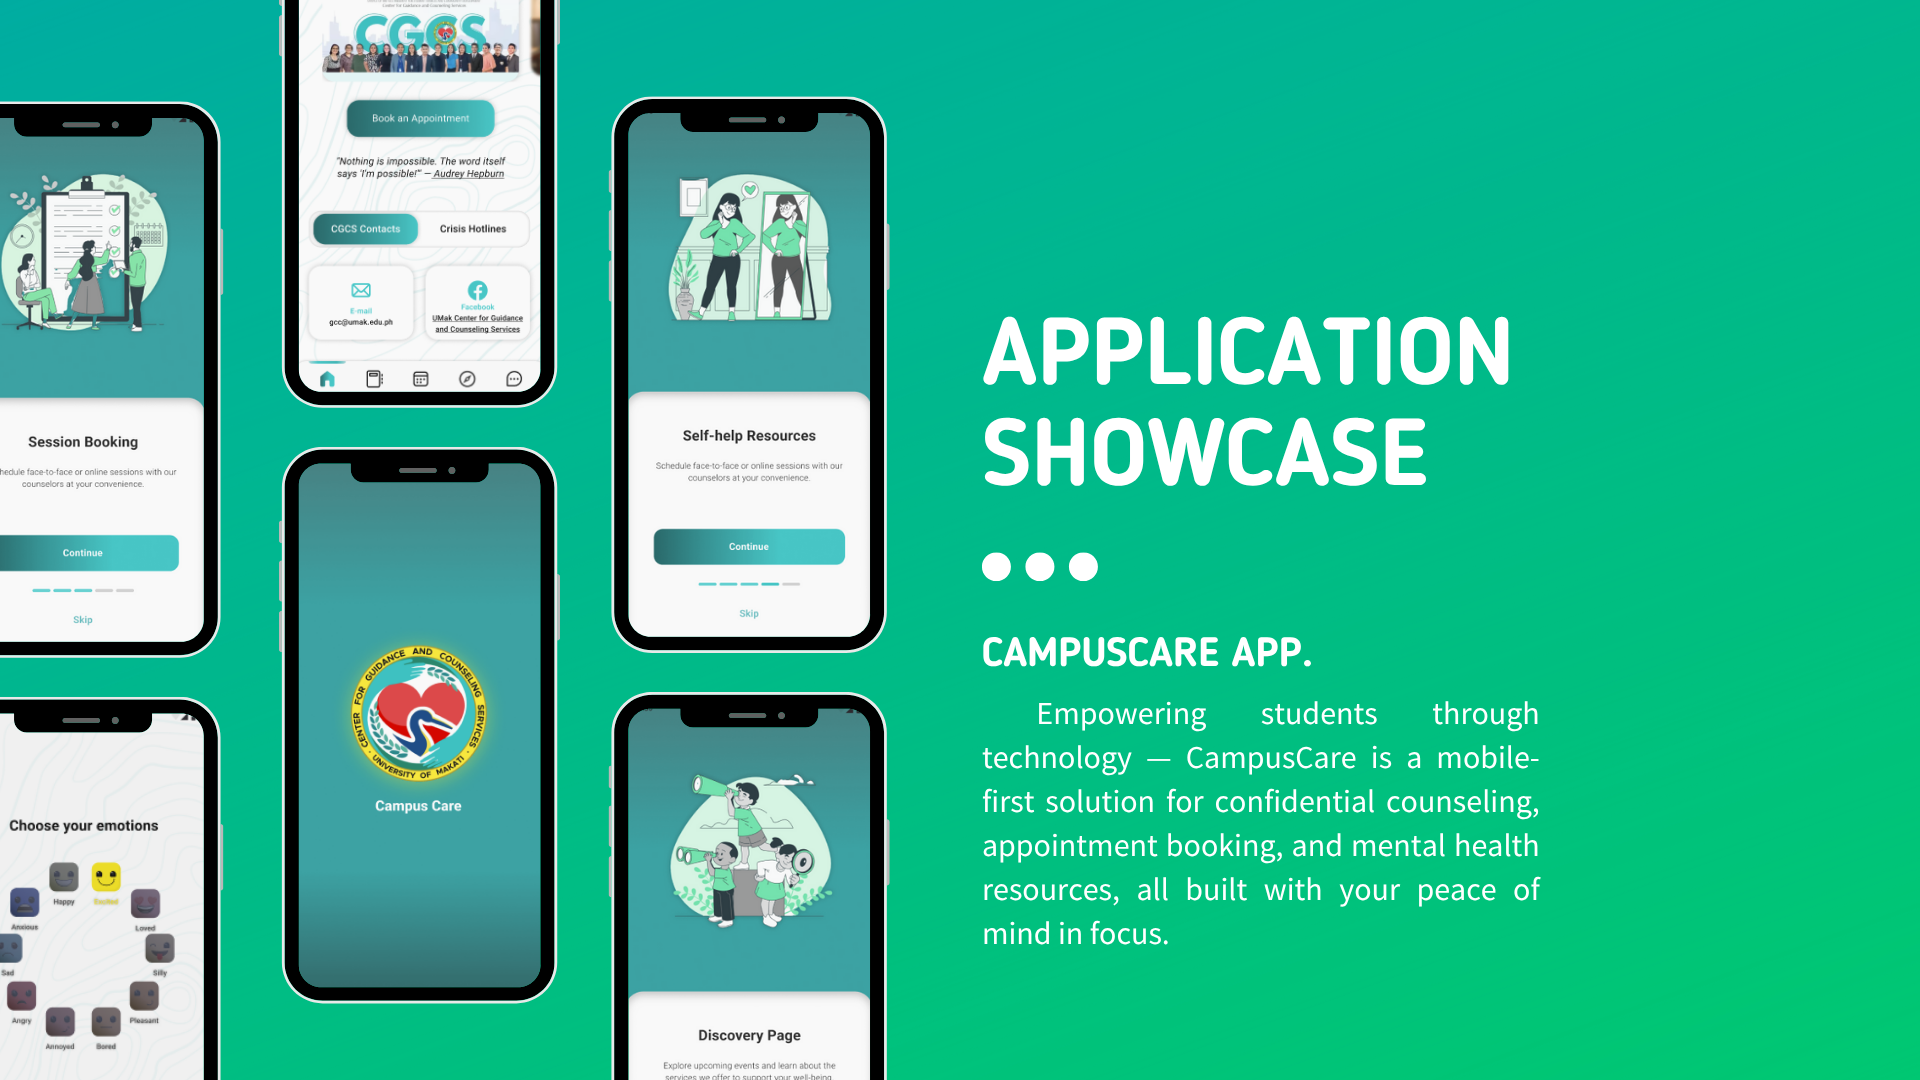 Center for Guidance and Counseling Services
CGCS
Book an Appointment
"Nothing is impossible. The word itself
says 'I'm possible!'" — Audrey Hepburn
CGCS Contacts
Crisis Hotlines
E-mail
gcc@umak.edu.ph
Facebook
UMak Center for Guidance
and Counseling Services
Session Booking
hedule face-to-face or online sessions with our
counselors at your convenience.
Continue
Skip
Choose your emotions
Happy
Excited
Anxious
Loved
Sad
Silly
Angry
Pleasant
Annoyed
Bored
CENTER FOR GUIDANCE AND COUNSELING SERVICES
UNIVERSITY OF MAKATI
Campus Care
Self-help Resources
Schedule face-to-face or online sessions with our
counselors at your convenience.
Continue
Skip
Discovery Page
Explore upcoming events and learn about the
services we offer to support your well-being.
APPLICATION
SHOWCASE
CAMPUSCARE APP.
Empowering students through
technology — CampusCare is a mobile-
first solution for confidential counseling,
appointment booking, and mental health
resources, all built with your peace of
mind in focus.